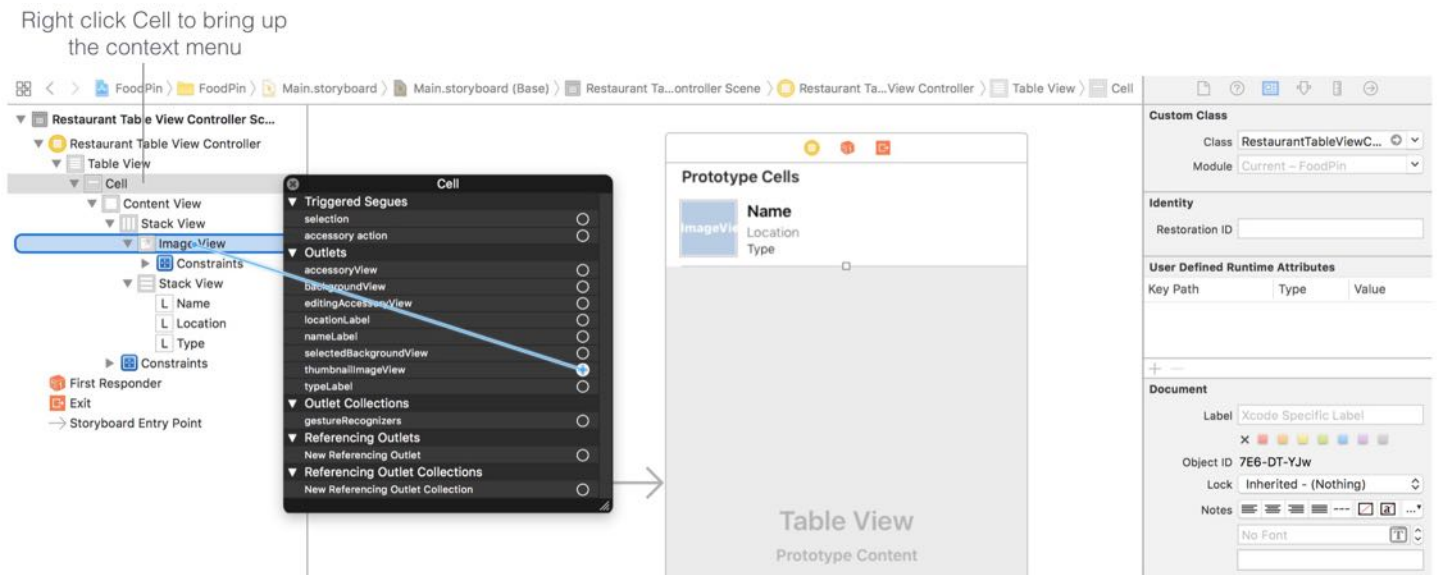 Right click Cell to bring up
the context menu
FoodPin
FoodPin
Main.storyboard
Main.storyboard (Base)
Restaurant Ta...ontroller Scene
Restaurant Ta...View Controller
Table View
Cell
Restaurant Table View Controller Sc...
Restaurant Table View Controller
Table View
Cell
Content View
Stack View
Image View
Constraints
Stack View
L Name
L Location
L Type
Constraints
First Responder
Exit
Storyboard Entry Point
Cell
Triggered Segues
selection
accessory action
Outlets
accessoryView
backgroundView
editingAccessoryView
locationLabel
nameLabel
selectedBackgroundView
thumbnailImageView
typeLabel
Outlet Collections
gestureRecognizers
Referencing Outlets
New Referencing Outlet
Referencing Outlet Collections
New Referencing Outlet Collection
Prototype Cells
ImageVie
Name
Location
Type
Table View
Prototype Content
Custom Class
Class RestaurantTableViewC...
Module Current – FoodPin
Identity
Restoration ID
User Defined Runtime Attributes
Key Path Type Value
Document
Label Xcode Specific Label
Object ID 7E6-DT-YJw
Lock Inherited - (Nothing)
Notes
No Font